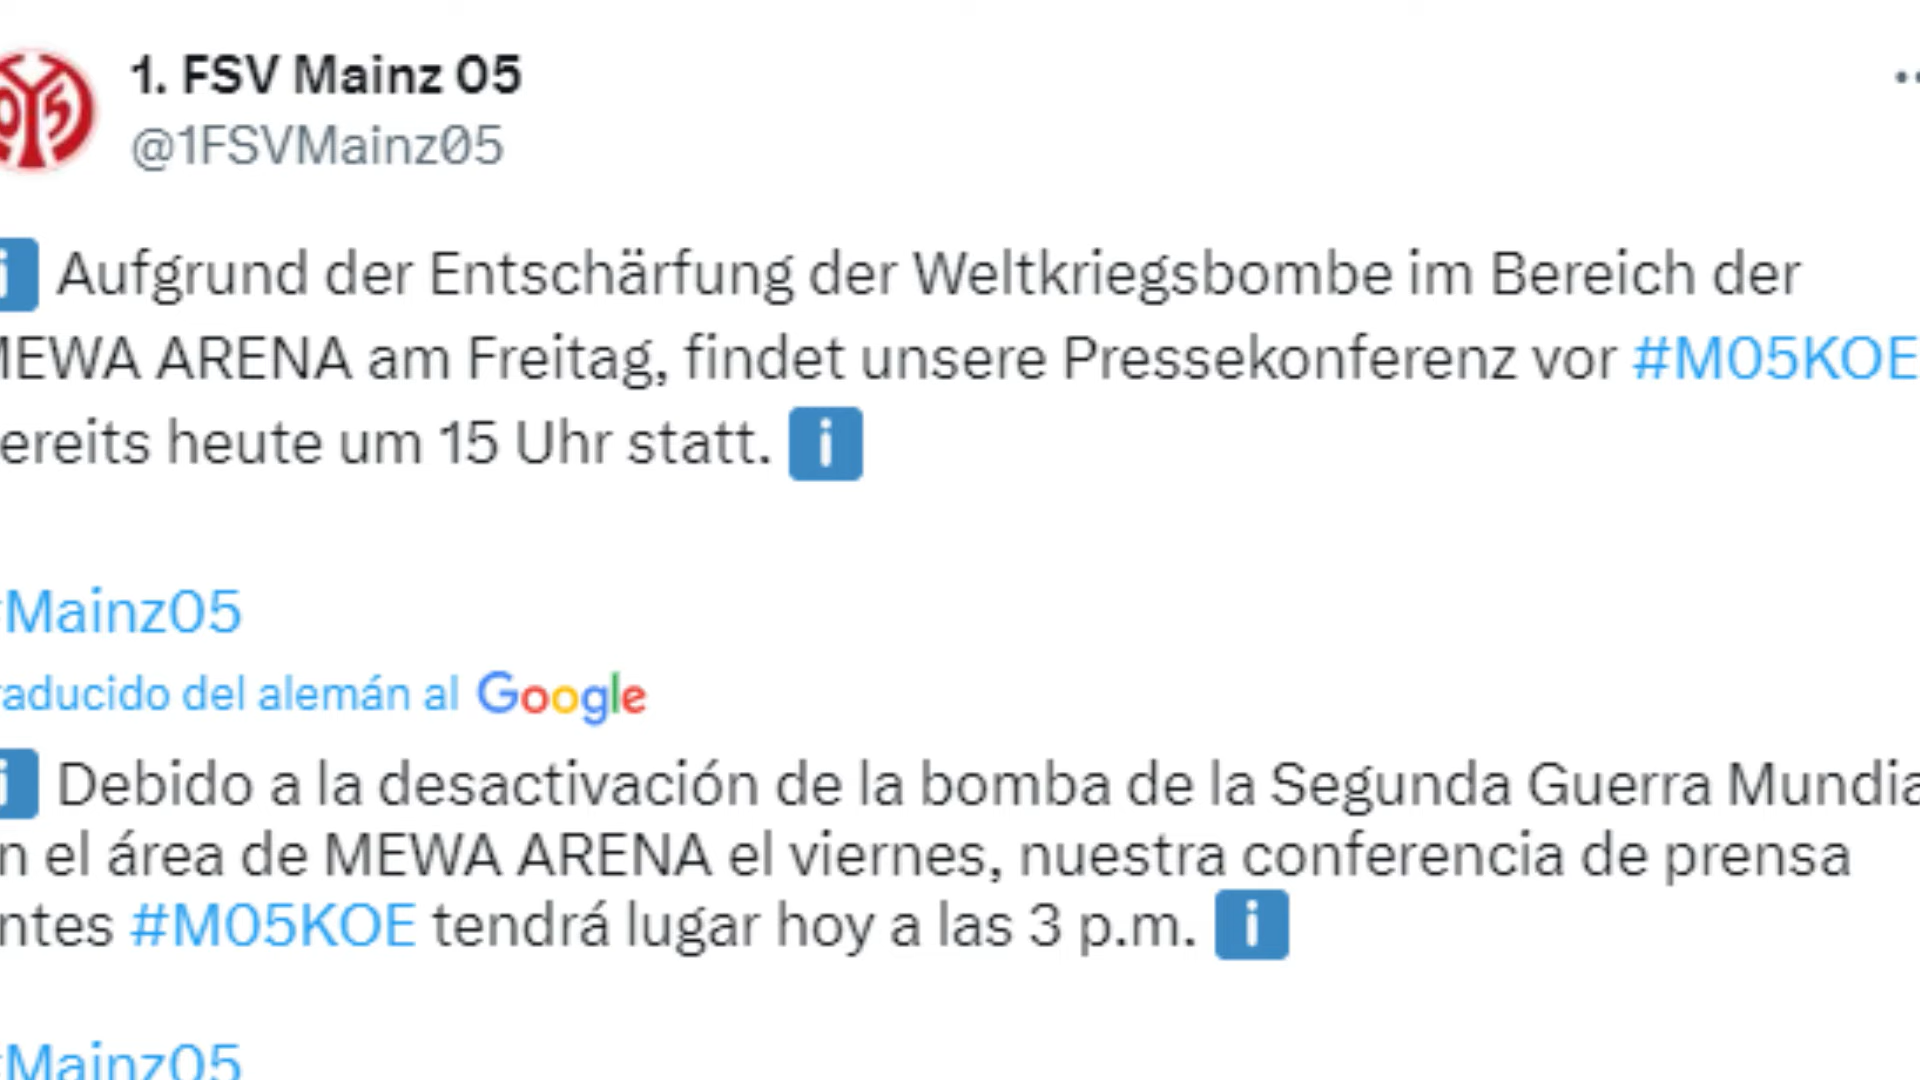 1. FSV Mainz 05
@1FSVMainz05
Aufgrund der Entschärfung der Weltkriegsbombe im Bereich der
MEWA ARENA am Freitag, findet unsere Pressekonferenz vor #M05KOE
ereits heute um 15 Uhr statt.
#Mainz05
raducido del alemán al Google
Debido a la desactivación de la bomba de la Segunda Guerra Mundia
n el área de MEWA ARENA el viernes, nuestra conferencia de prensa
ntes #M05KOE tendrá lugar hoy a las 3 p.m.
#Mainz05